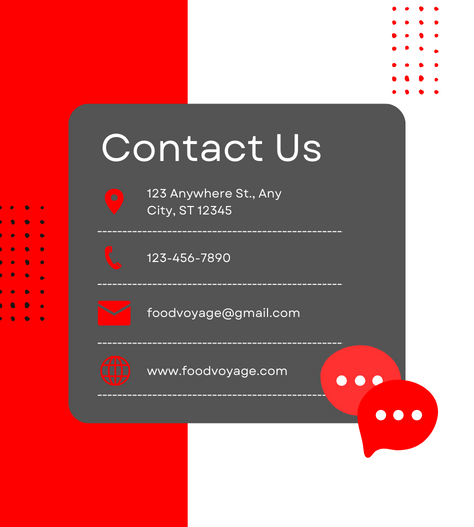 Contact Us
123 Anywhere St., Any
City, ST 12345
123-456-7890
foodvoyage@gmail.com
www.foodvoyage.com